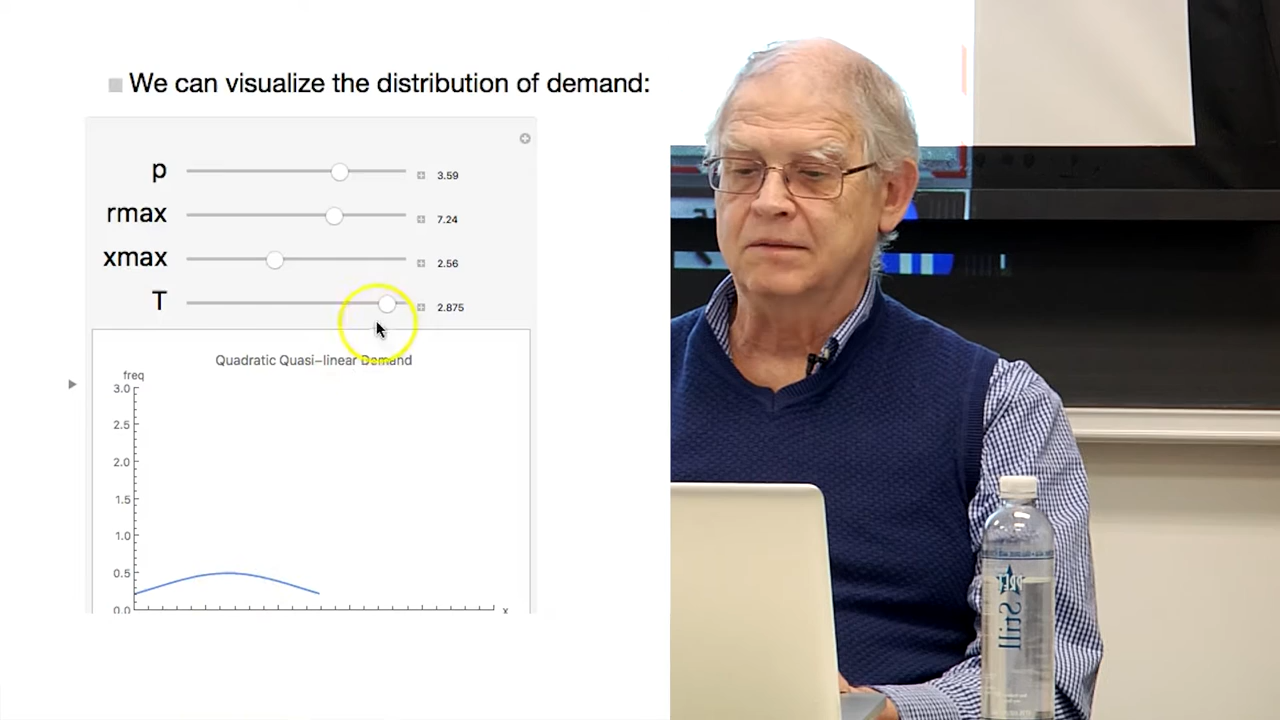 We can visualize the distribution of demand:
p 3.59
rmax 7.24
xmax 2.56
T 2.875
Quadratic Quasi-linear Demand
freq
3.0
2.5
2.0
1.5
1.0
0.5
0.0
x
Still